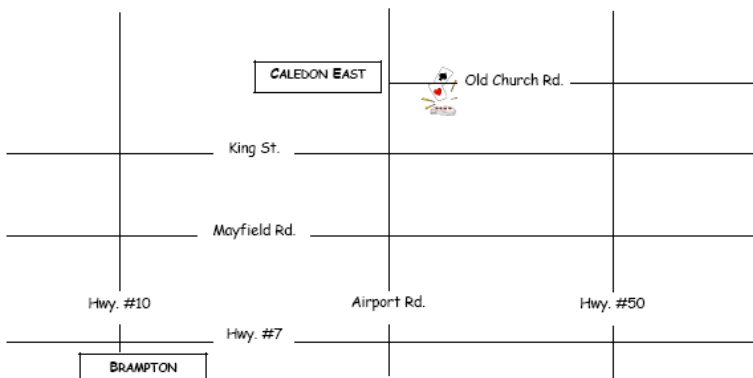 CALEDON EAST
Old Church Rd.
King St.
Mayfield Rd.
Hwy. #10
Airport Rd.
Hwy. #50
Hwy. #7
BRAMPTON